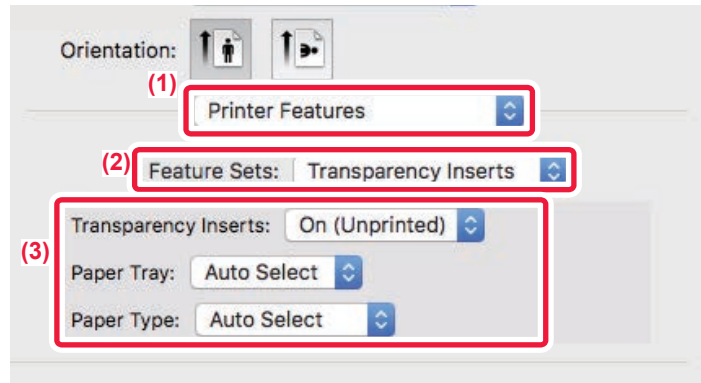 Orientation:
(1)
Printer Features
(2) Feature Sets: Transparency Inserts
(3)
Transparency Inserts: On (Unprinted)
Paper Tray: Auto Select
Paper Type: Auto Select